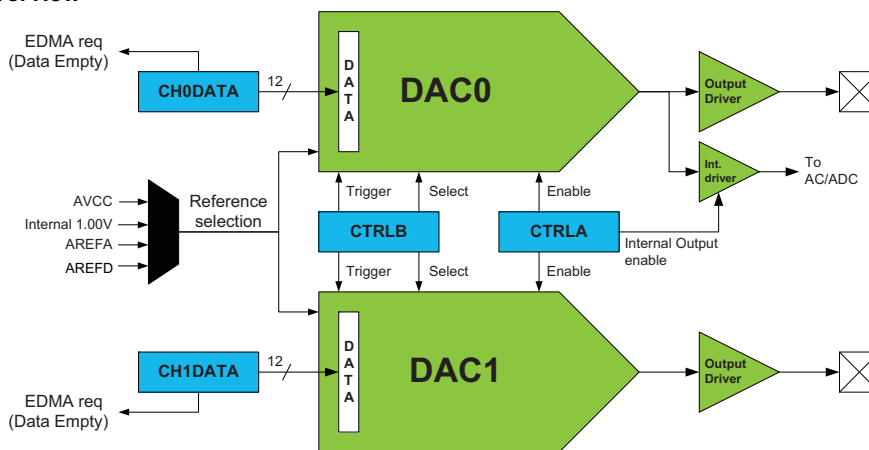 EDMA req
(Data Empty)
CH0DATA
12
DATA
DAC0
Output
Driver
Int.
driver
To
AC/ADC
AVCC
Internal 1.00V
AREFA
AREFD
Reference
selection
Trigger
Select
Enable
CTRLB
CTRLA
Internal Output
enable
Trigger
Select
Enable
CH1DATA
12
DATA
DAC1
Output
Driver
EDMA req
(Data Empty)